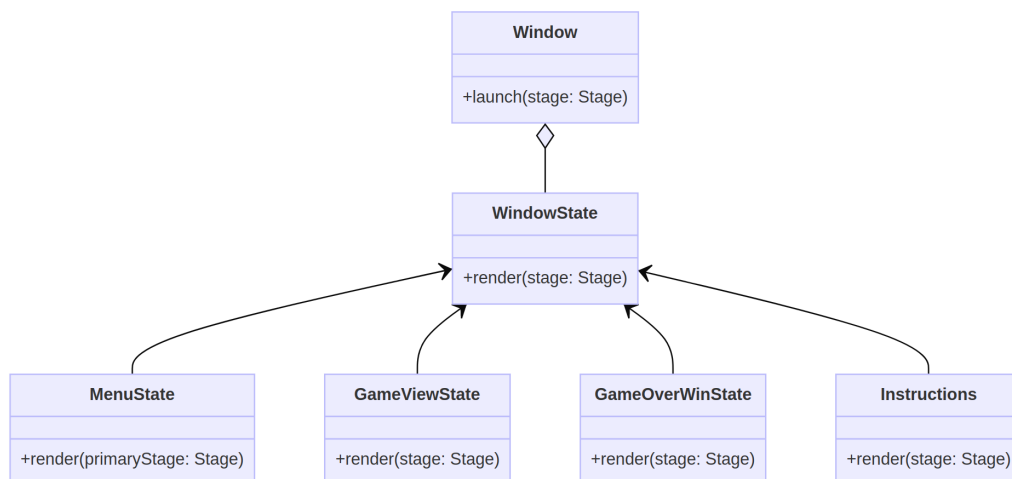 Window
+launch(stage: Stage)
WindowState
+render(stage: Stage)
MenuState
GameViewState
GameOverWinState
Instructions
+render(primaryStage: Stage)
+render(stage: Stage)
+render(stage: Stage)
+render(stage: Stage)